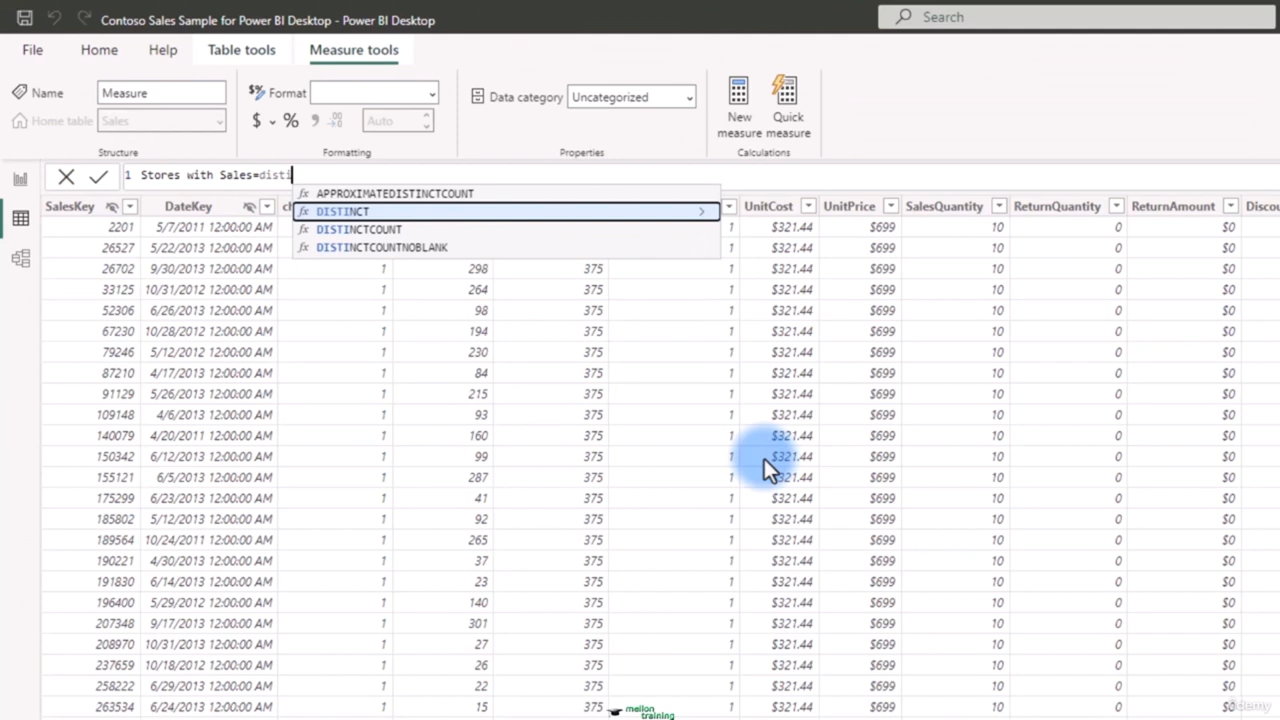 Contoso Sales Sample for Power BI Desktop - Power BI Desktop
Search
File Home Help Table tools Measure tools
Name Measure Format Data category Uncategorized New measure Quick measure
Home table Sales $ % Auto
Structure Formatting Properties Calculations
1 Stores with Sales=disti
fx APPROXIMATEDISTINCTCOUNT
fx DISTINCT
fx DISTINCTCOUNT
fx DISTINCTCOUNTNOBLANK
SalesKey DateKey UnitCost UnitPrice SalesQuantity ReturnQuantity ReturnAmount Discou
2201 5/7/2011 12:00:00 AM 1 $321.44 $699 10 0 $0
26527 5/22/2013 12:00:00 AM 1 $321.44 $699 10 0 $0
26702 9/30/2013 12:00:00 AM 1 298 375 1 $321.44 $699 10 0 $0
33125 10/31/2012 12:00:00 AM 1 264 375 1 $321.44 $699 10 0 $0
52306 6/26/2013 12:00:00 AM 1 98 375 1 $321.44 $699 10 0 $0
67230 10/28/2012 12:00:00 AM 1 194 375 1 $321.44 $699 10 0 $0
79246 5/12/2012 12:00:00 AM 1 230 375 1 $321.44 $699 10 0 $0
87210 4/17/2013 12:00:00 AM 1 84 375 1 $321.44 $699 10 0 $0
91129 5/26/2013 12:00:00 AM 1 215 375 1 $321.44 $699 10 0 $0
109148 4/6/2013 12:00:00 AM 1 93 375 1 $321.44 $699 10 0 $0
140079 4/20/2011 12:00:00 AM 1 160 375 1 $321.44 $699 10 0 $0
150342 6/12/2013 12:00:00 AM 1 99 375 1 $321.44 $699 10 0 $0
155121 6/5/2013 12:00:00 AM 1 287 375 1 $321.44 $699 10 0 $0
175299 6/23/2013 12:00:00 AM 1 41 375 1 $321.44 $699 10 0 $0
185802 5/12/2013 12:00:00 AM 1 92 375 1 $321.44 $699 10 0 $0
189564 10/24/2011 12:00:00 AM 1 265 375 1 $321.44 $699 10 0 $0
190221 4/30/2013 12:00:00 AM 1 37 375 1 $321.44 $699 10 0 $0
191830 6/14/2013 12:00:00 AM 1 23 375 1 $321.44 $699 10 0 $0
196400 5/29/2012 12:00:00 AM 1 140 375 1 $321.44 $699 10 0 $0
207348 9/17/2013 12:00:00 AM 1 301 375 1 $321.44 $699 10 0 $0
208970 10/31/2013 12:00:00 AM 1 27 375 1 $321.44 $699 10 0 $0
237659 10/18/2012 12:00:00 AM 1 26 375 1 $321.44 $699 10 0 $0
258222 6/29/2013 12:00:00 AM 1 22 375 1 $321.44 $699 10 0 $0
263534 6/24/2013 12:00:00 AM 1 15 375 1 $321.44 $699 10 0 $0
mellon
training